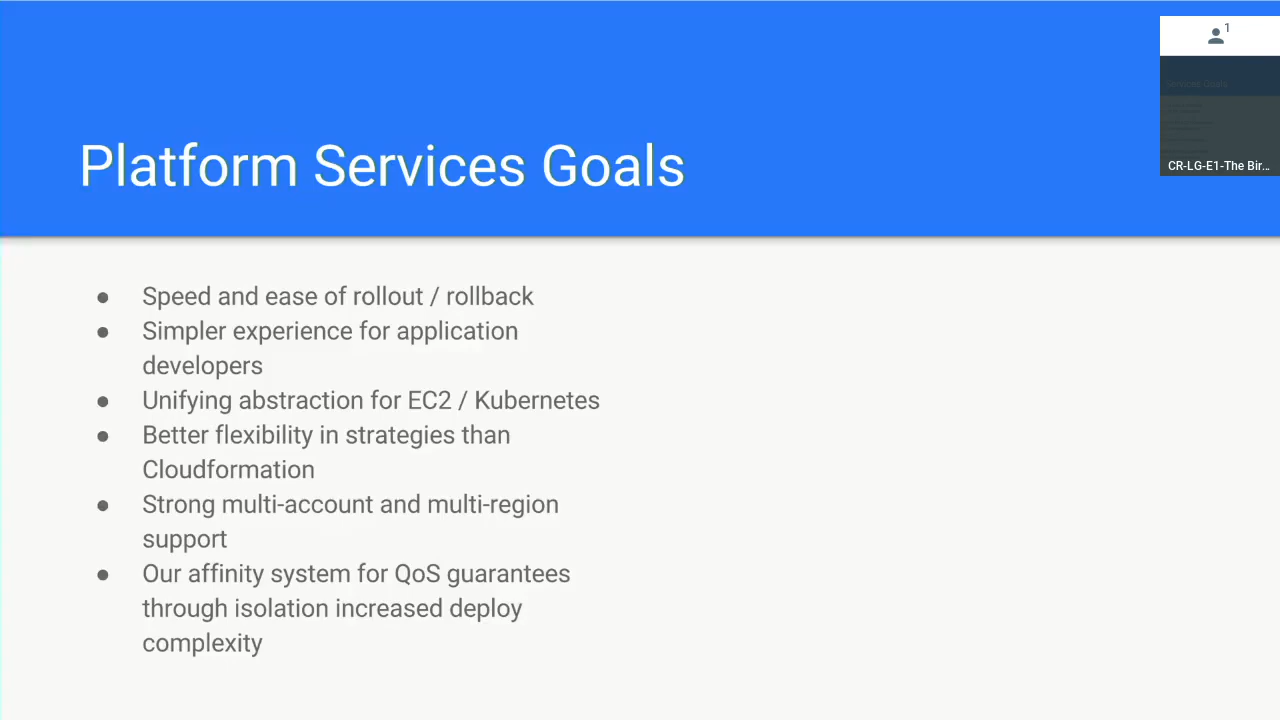 Platform Services Goals
1
CR-LG-E1-The Bir...
● Speed and ease of rollout / rollback
● Simpler experience for application
developers
● Unifying abstraction for EC2 / Kubernetes
● Better flexibility in strategies than
Cloudformation
● Strong multi-account and multi-region
support
● Our affinity system for QoS guarantees
through isolation increased deploy
complexity